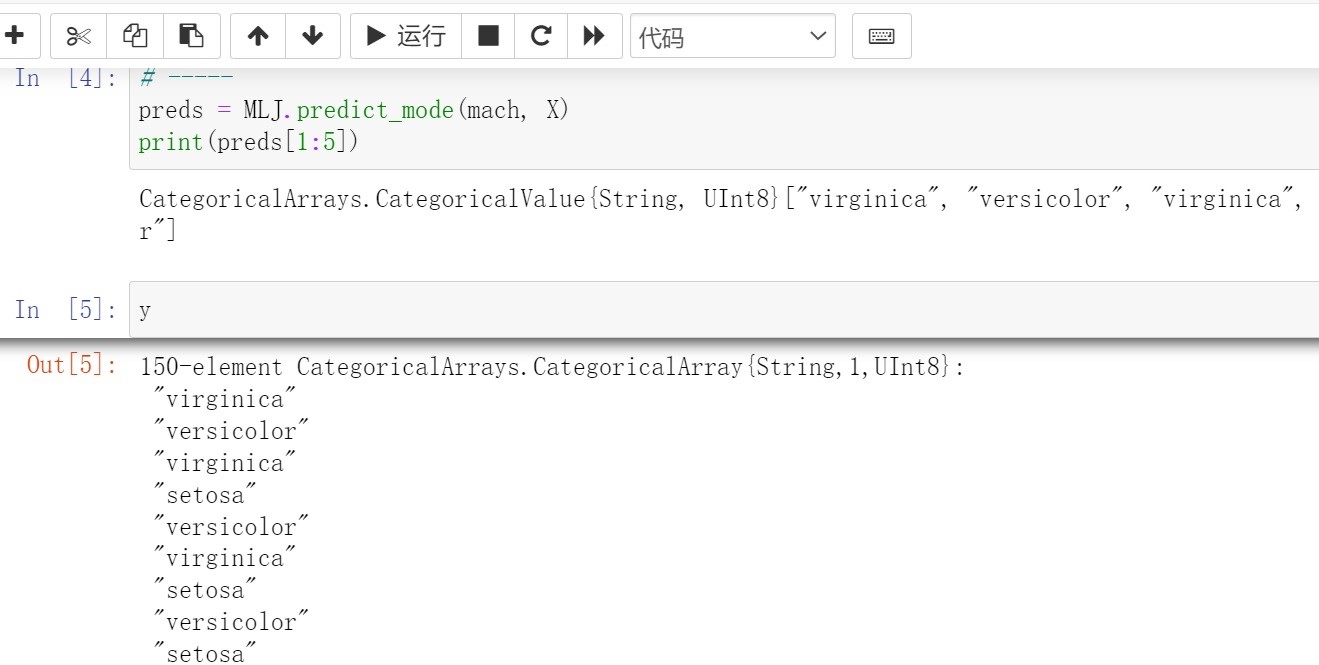 运行
代码
In [4]: # -----
preds = MLJ.predict_mode(mach, X)
print(preds[1:5])
CategoricalArrays.CategoricalValue{String, UInt8}["virginica", "versicolor", "virginica",
r"]
In [5]: y
Out[5]: 150-element CategoricalArrays.CategoricalArray{String,1,UInt8}:
"virginica"
"versicolor"
"virginica"
"setosa"
"versicolor"
"virginica"
"setosa"
"versicolor"
"setosa"